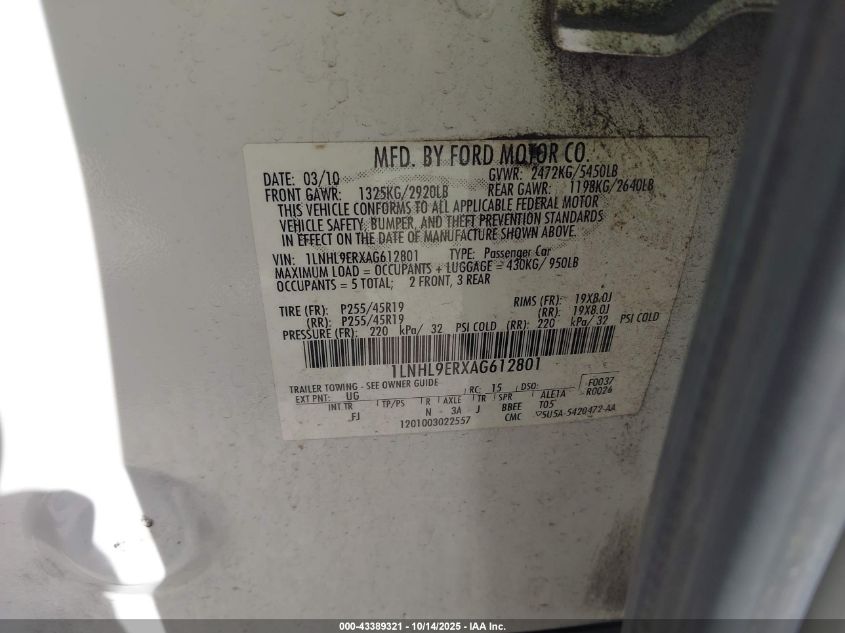 MFD. BY FORD MOTOR CO.
DATE: 03/10 GVWR: 2472KG/5450LB
FRONT GAWR: 1325KG/2920LB REAR GAWR: 1198KG/2640LB
THIS VEHICLE CONFORMS TO ALL APPLICABLE FEDERAL MOTOR
VEHICLE SAFETY, BUMPER, AND THEFT PREVENTION STANDARDS
IN EFFECT ON THE DATE OF MANUFACTURE SHOWN ABOVE.
VIN: 1LNHL9ERXAG612801 TYPE: Passenger Car
MAXIMUM LOAD = OCCUPANTS + LUGGAGE = 430KG/ 950LB
OCCUPANTS = 5 TOTAL; 2 FRONT, 3 REAR
TIRE (FR): P255/45R19 RIMS (FR): 19X8.0J
(RR): P255/45R19 (RR): 19X8.0J
PRESSURE (FR): 220 kPa/ 32 PSI COLD (RR): 220 kPa/ 32 PSI COLD
1LNHL9ERXAG612801
TRAILER TOWING - SEE OWNER GUIDE
EXT PNT: UG RC: 15 DSO: F0037
INT TR TP/PS R AXLE TR SPR ALE1A R0026
FJ N 3A J BBEE T05
1201003022557 CMC 5U5A-5420472-AA
000-43389321 - 10/14/2025 - IAA Inc.